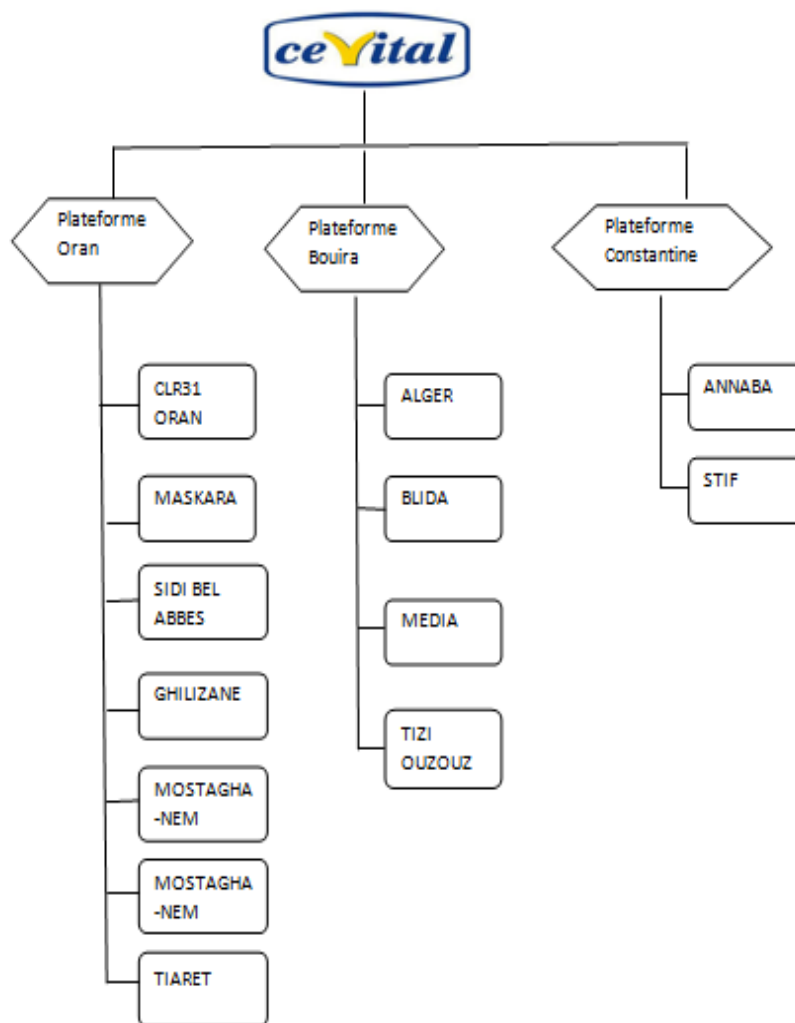 cevital
Plateforme
Oran
Plateforme
Bouira
Plateforme
Constantine
CLR31
ORAN
MASKARA
SIDI BEL
ABBES
GHILIZANE
MOSTAGHA
-NEM
MOSTAGHA
-NEM
TIARET
ALGER
BLIDA
MEDIA
TIZI
OUZOUZ
ANNABA
STIF